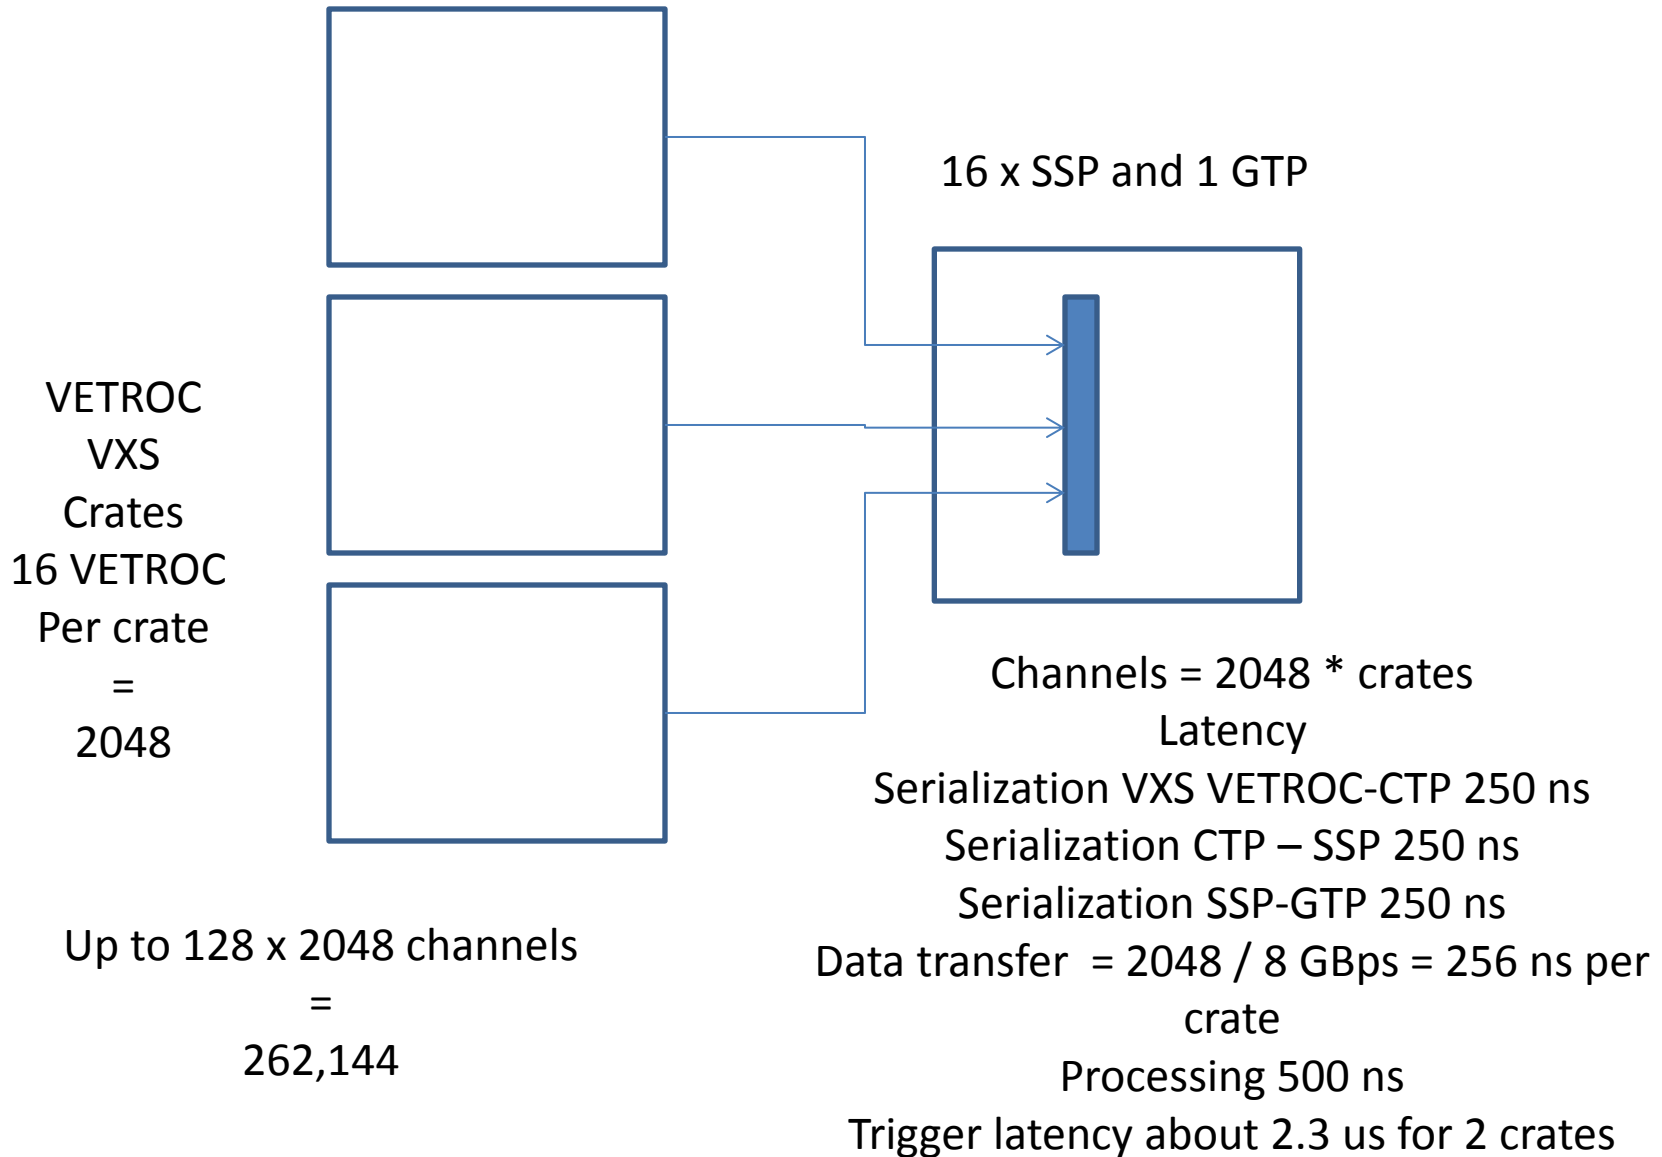 VETROC
VXS
Crates
16 VETROC
Per crate
=
2048
Up to 128 x 2048 channels
=
262,144
16 x SSP and 1 GTP
Channels = 2048 * crates
Latency
Serialization VXS VETROC-CTP 250 ns
Serialization CTP – SSP 250 ns
Serialization SSP-GTP 250 ns
Data transfer = 2048 / 8 GBps = 256 ns per
crate
Processing 500 ns
Trigger latency about 2.3 us for 2 crates